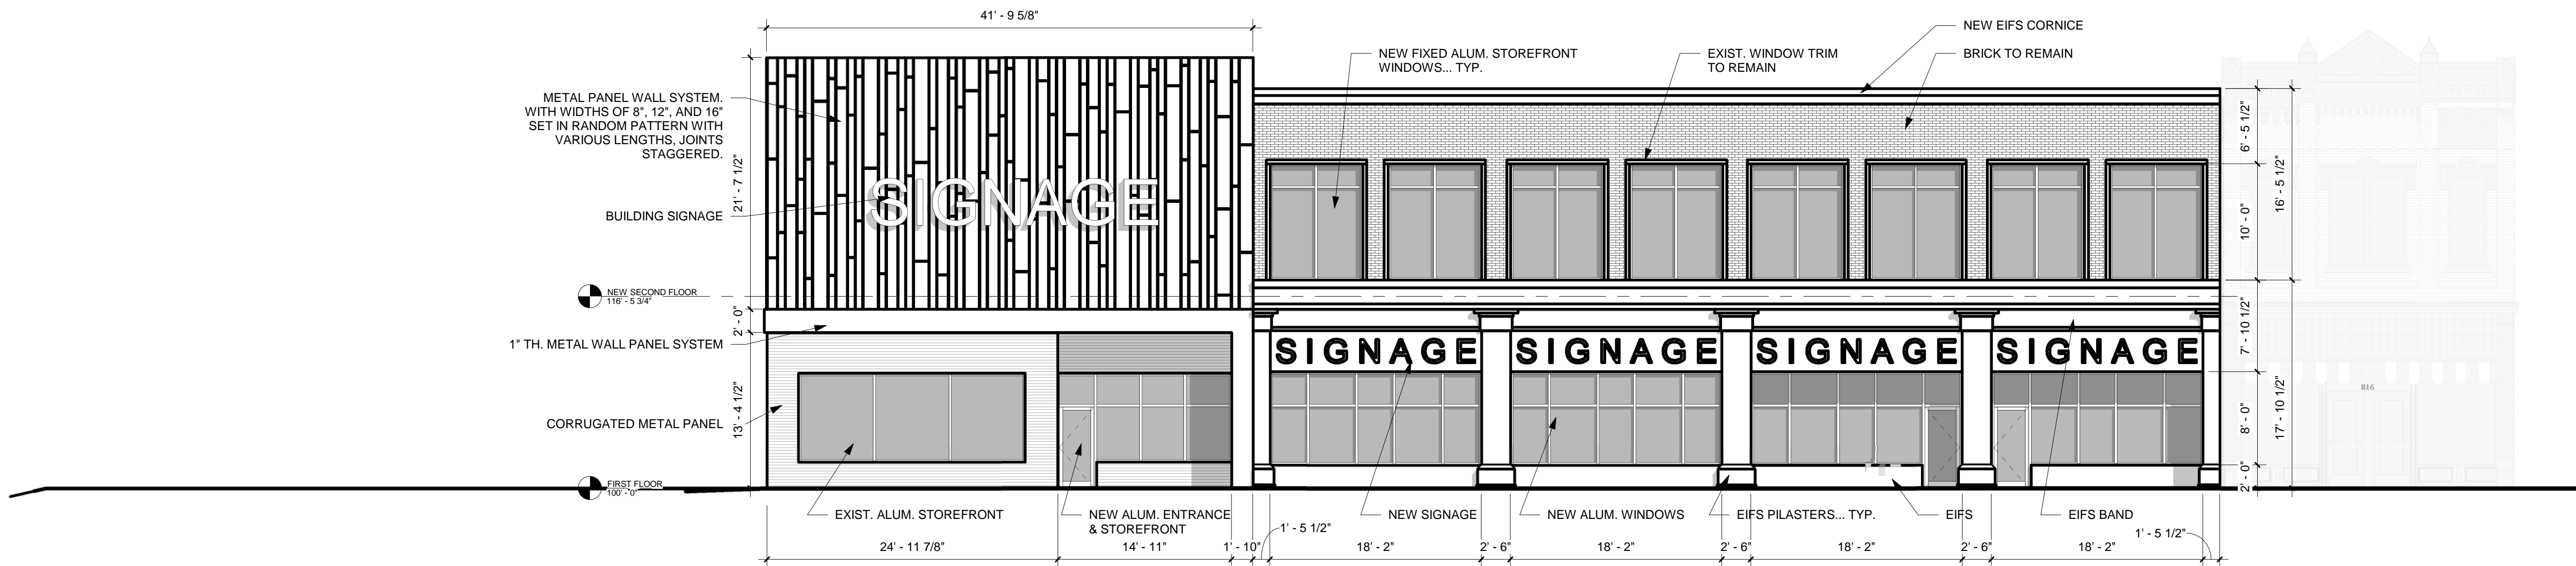 41' - 9 5/8"
NEW EIFS CORNICE
NEW FIXED ALUM. STOREFRONT
WINDOWS... TYP.
EXIST. WINDOW TRIM
TO REMAIN
BRICK TO REMAIN
METAL PANEL WALL SYSTEM.
WITH WIDTHS OF 8", 12", AND 16"
SET IN RANDOM PATTERN WITH
VARIOUS LENGTHS, JOINTS
STAGGERED.
21' - 7 1/2"
BUILDING SIGNAGE
SIGNAGE
6' - 5 1/2"
10' - 0"
16' - 5 1/2"
NEW SECOND FLOOR
116' - 5 3/4"
2' - 0"
1" TH. METAL WALL PANEL SYSTEM
SIGNAGE
SIGNAGE
SIGNAGE
SIGNAGE
7' - 10 1/2"
13' - 4 1/2"
CORRUGATED METAL PANEL
816
8' - 0"
17' - 10 1/2"
2' - 0"
FIRST FLOOR
100' - 0"
EXIST. ALUM. STOREFRONT
NEW ALUM. ENTRANCE
& STOREFRONT
NEW SIGNAGE
NEW ALUM. WINDOWS
EIFS PILASTERS... TYP.
EIFS
EIFS BAND
24' - 11 7/8"
14' - 11"
1' - 10"
1' - 5 1/2"
18' - 2"
2' - 6"
18' - 2"
2' - 6"
18' - 2"
2' - 6"
18' - 2"
1' - 5 1/2"